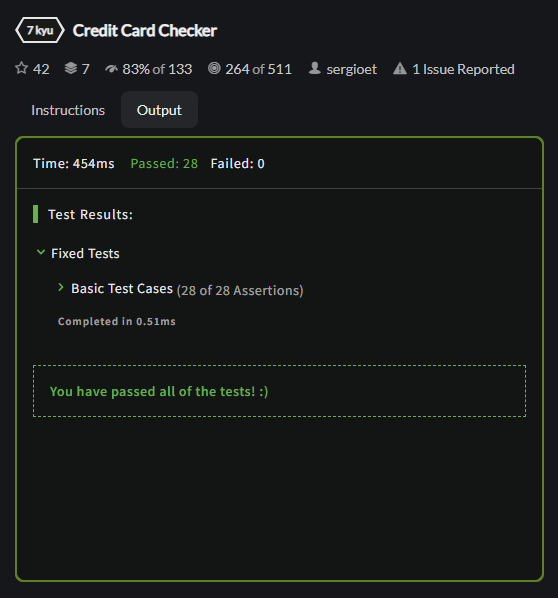 7 kyu Credit Card Checker
42 7 83% of 133 264 of 511 sergioet 1 Issue Reported
Instructions Output
Time: 454ms Passed: 28 Failed: 0
Test Results:
Fixed Tests
Basic Test Cases (28 of 28 Assertions)
Completed in 0.51ms
You have passed all of the tests! :)